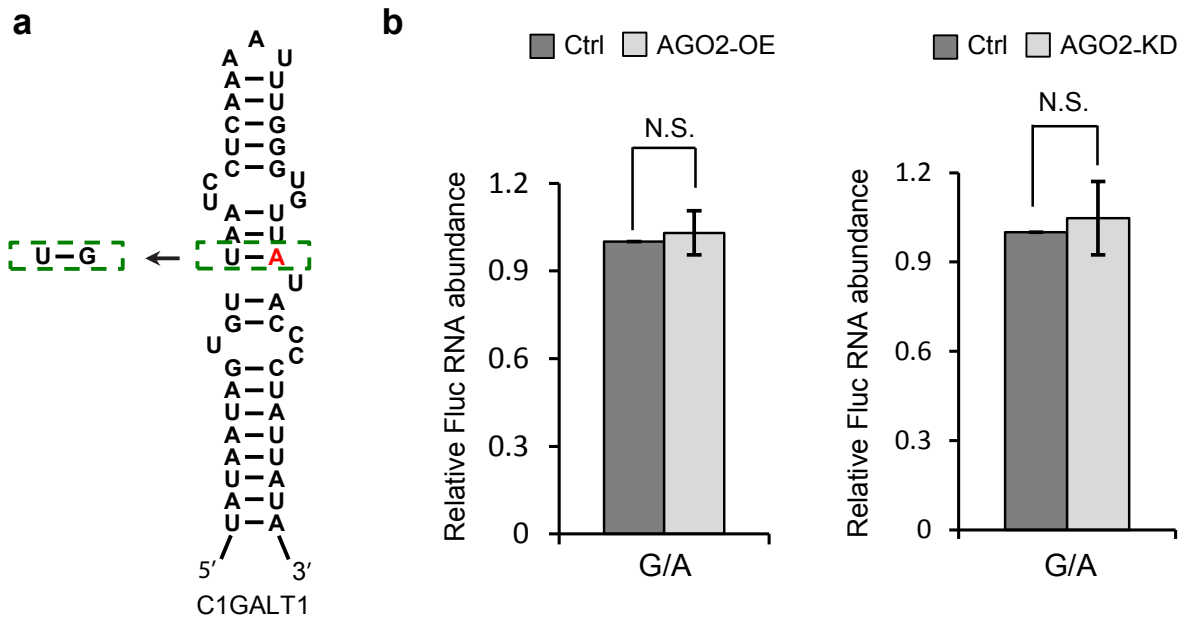 a
A
A U
A U
A U
A G
C G
U G
C G
C U
U G
A U
A U
U A
U G
U
U A
G C
U C
C
G C
A U
U A
A U
A U
U A
A U
U A
5′ 3′
C1GALT1
b
Ctrl AGO2-OE
N.S.
1.2
0.9
0.6
0.3
0
Relative Fluc RNA abundance
G/A
Ctrl AGO2-KD
N.S.
1.2
0.9
0.6
0.3
0
Relative Fluc RNA abundance
G/A